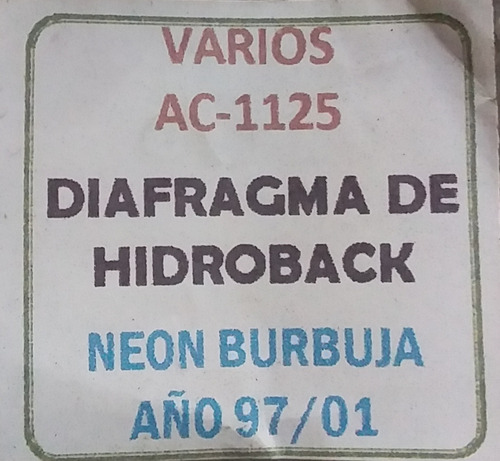 VARIOS
AC-1125
DIAFRAGMA DE
HIDROBACK
NEON BURBUJA
AÑO 97/01